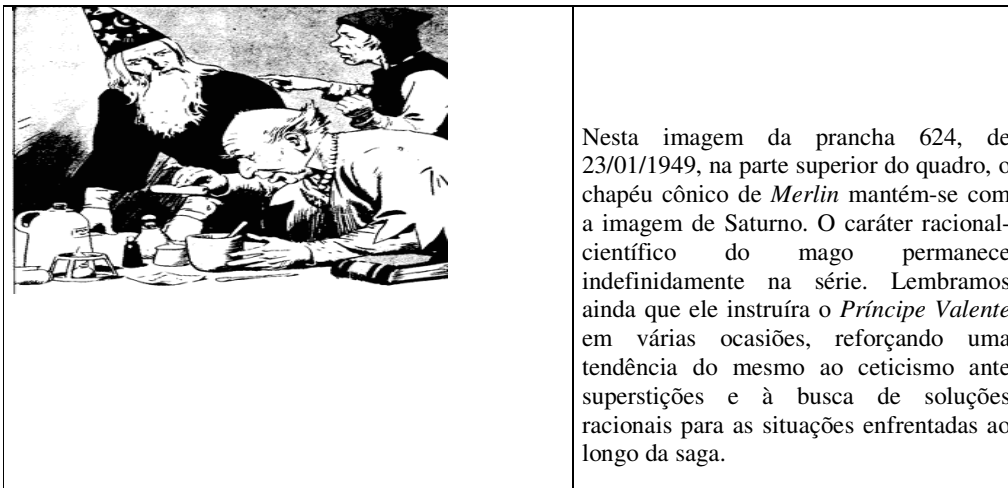 Nesta imagem da prancha 624, de
23/01/1949, na parte superior do quadro, o
chapéu cônico de Merlin mantém-se com
a imagem de Saturno. O caráter racional-
científico do mago permanece
indefinidamente na série. Lembramos
ainda que ele instruíra o Príncipe Valente
em várias ocasiões, reforçando uma
tendência do mesmo ao ceticismo ante
superstições e à busca de soluções
racionais para as situações enfrentadas ao
longo da saga.